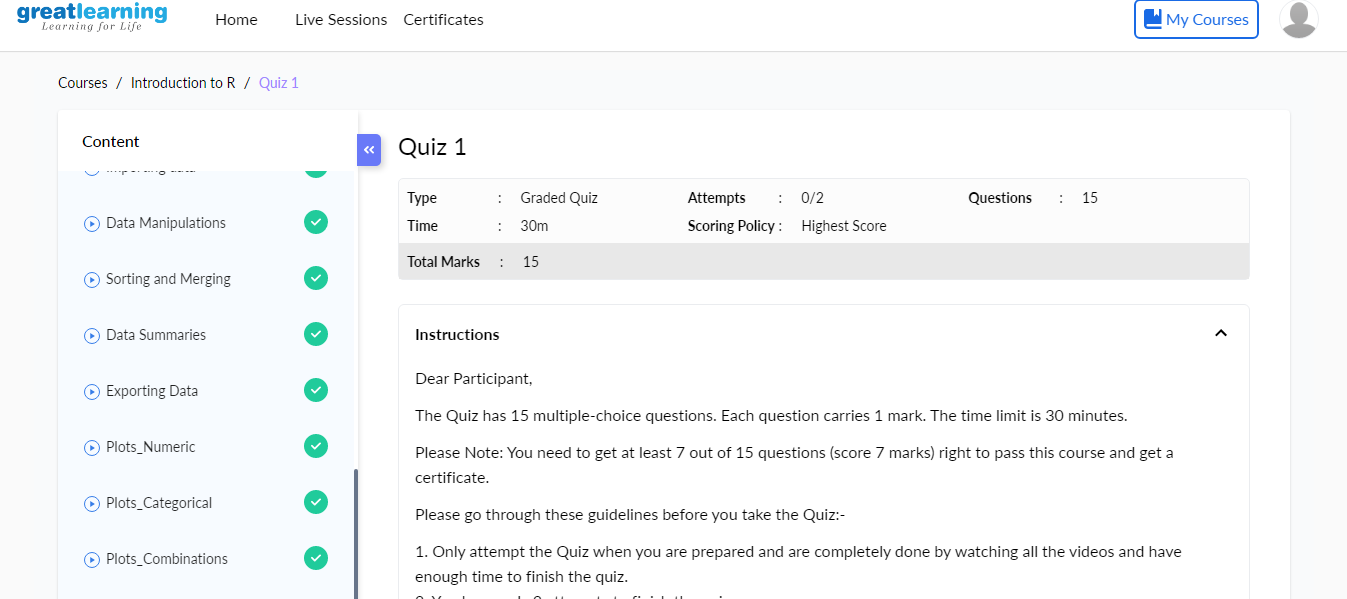 greatlearning
Learning for Life
Home Live Sessions Certificates
My Courses
Courses / Introduction to R / Quiz 1
Content
Importing data
Data Manipulations
Sorting and Merging
Data Summaries
Exporting Data
Plots_Numeric
Plots_Categorical
Plots_Combinations
Quiz 1
Type : Graded Quiz Attempts : 0/2 Questions : 15
Time : 30m Scoring Policy : Highest Score
Total Marks : 15
Instructions
Dear Participant,
The Quiz has 15 multiple-choice questions. Each question carries 1 mark. The time limit is 30 minutes.
Please Note: You need to get at least 7 out of 15 questions (score 7 marks) right to pass this course and get a
certificate.
Please go through these guidelines before you take the Quiz:-
1. Only attempt the Quiz when you are prepared and are completely done by watching all the videos and have
enough time to finish the quiz.